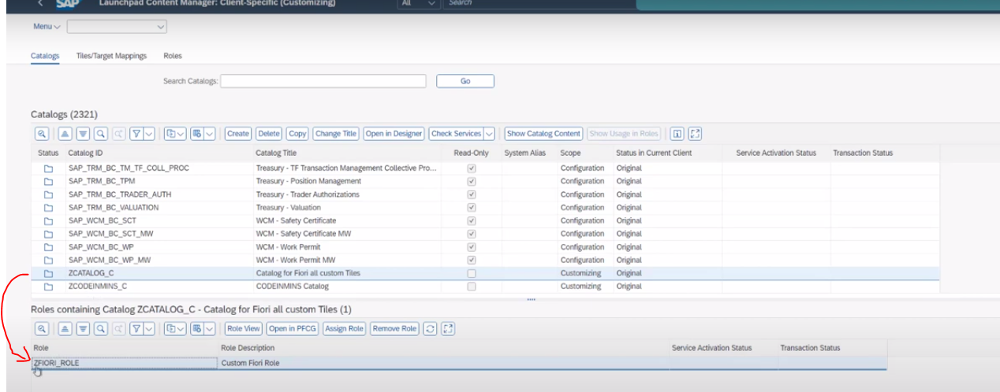 SAP Launchpad Content Manager: Client-Specific (Customizing) All Search
Menu
Catalogs Tiles/Target Mappings Roles
Search Catalogs: Go
Catalogs (2321)
Create Delete Copy Change Title Open in Designer Check Services Show Catalog Content Show Usage in Roles
Status Catalog ID Catalog Title Read-Only System Alias Scope Status in Current Client Service Activation Status Transaction Status
SAP_TRM_BC_TM_TF_COLL_PROC Treasury - TF Transaction Management Collective Pro... Configuration Original
SAP_TRM_BC_TPM Treasury - Position Management Configuration Original
SAP_TRM_BC_TRADER_AUTH Treasury - Trader Authorizations Configuration Original
SAP_TRM_BC_VALUATION Treasury - Valuation Configuration Original
SAP_WCM_BC_SCT WCM - Safety Certificate Configuration Original
SAP_WCM_BC_SCT_MW WCM - Safety Certificate MW Configuration Original
SAP_WCM_BC_WP WCM - Work Permit Configuration Original
SAP_WCM_BC_WP_MW WCM - Work Permit MW Configuration Original
ZCATALOG_C Catalog for Fiori all custom Tiles Customizing Original
ZCODEINMINS_C CODEINMINS Catalog Customizing Original
Roles containing Catalog ZCATALOG_C - Catalog for Fiori all custom Tiles (1)
Role View Open in PFCG Assign Role Remove Role
Role Role Description Service Activation Status Transaction Status
ZFIORI_ROLE Custom Fiori Role